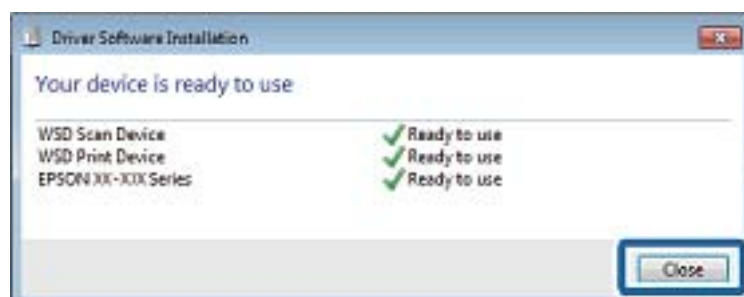 Driver Software Installation
Your device is ready to use
WSD Scan Device Ready to use
WSD Print Device Ready to use
EPSON XX-XXX Series Ready to use
Close